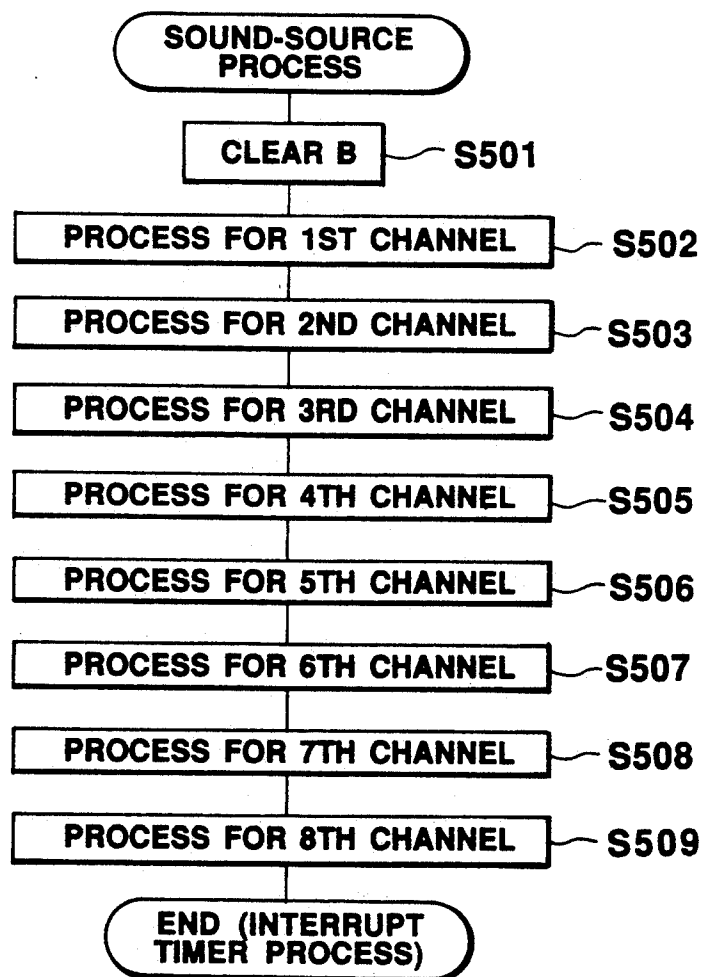 SOUND-SOURCE
PROCESS
CLEAR B
S501
PROCESS FOR 1ST CHANNEL
S502
PROCESS FOR 2ND CHANNEL
S503
PROCESS FOR 3RD CHANNEL
S504
PROCESS FOR 4TH CHANNEL
S505
PROCESS FOR 5TH CHANNEL
S506
PROCESS FOR 6TH CHANNEL
S507
PROCESS FOR 7TH CHANNEL
S508
PROCESS FOR 8TH CHANNEL
S509
END (INTERRUPT
TIMER PROCESS)